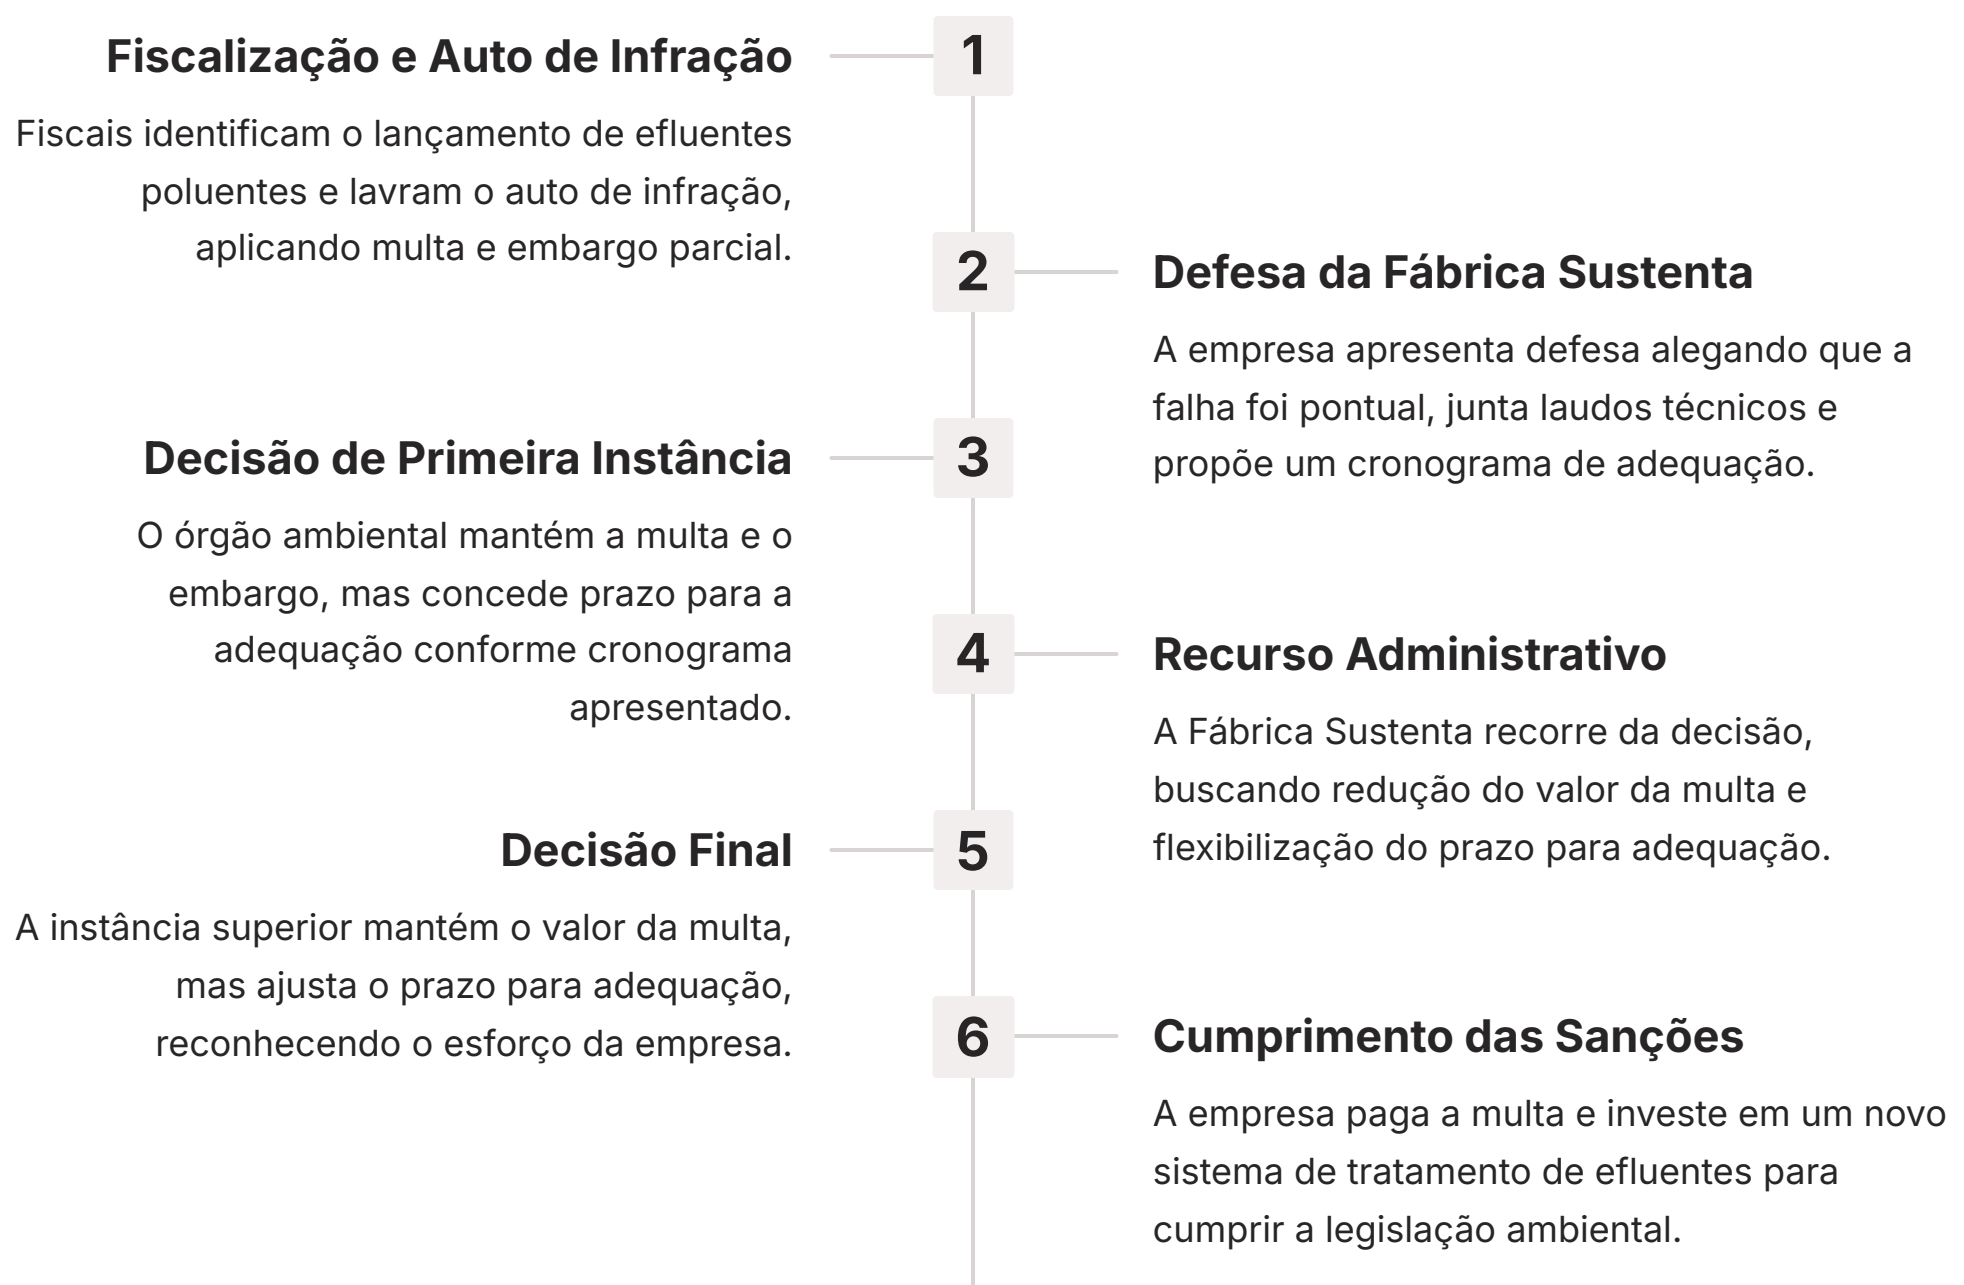 1
Fiscalização e Auto de Infração
Fiscais identificam o lançamento de efluentes
poluentes e lavram o auto de infração,
aplicando multa e embargo parcial.
2
Defesa da Fábrica Sustenta
A empresa apresenta defesa alegando que a
falha foi pontual, junta laudos técnicos e
propõe um cronograma de adequação.
3
Decisão de Primeira Instância
O órgão ambiental mantém a multa e o
embargo, mas concede prazo para a
adequação conforme cronograma
apresentado.
4
Recurso Administrativo
A Fábrica Sustenta recorre da decisão,
buscando redução do valor da multa e
flexibilização do prazo para adequação.
5
Decisão Final
A instância superior mantém o valor da multa,
mas ajusta o prazo para adequação,
reconhecendo o esforço da empresa.
6
Cumprimento das Sanções
A empresa paga a multa e investe em um novo
sistema de tratamento de efluentes para
cumprir a legislação ambiental.